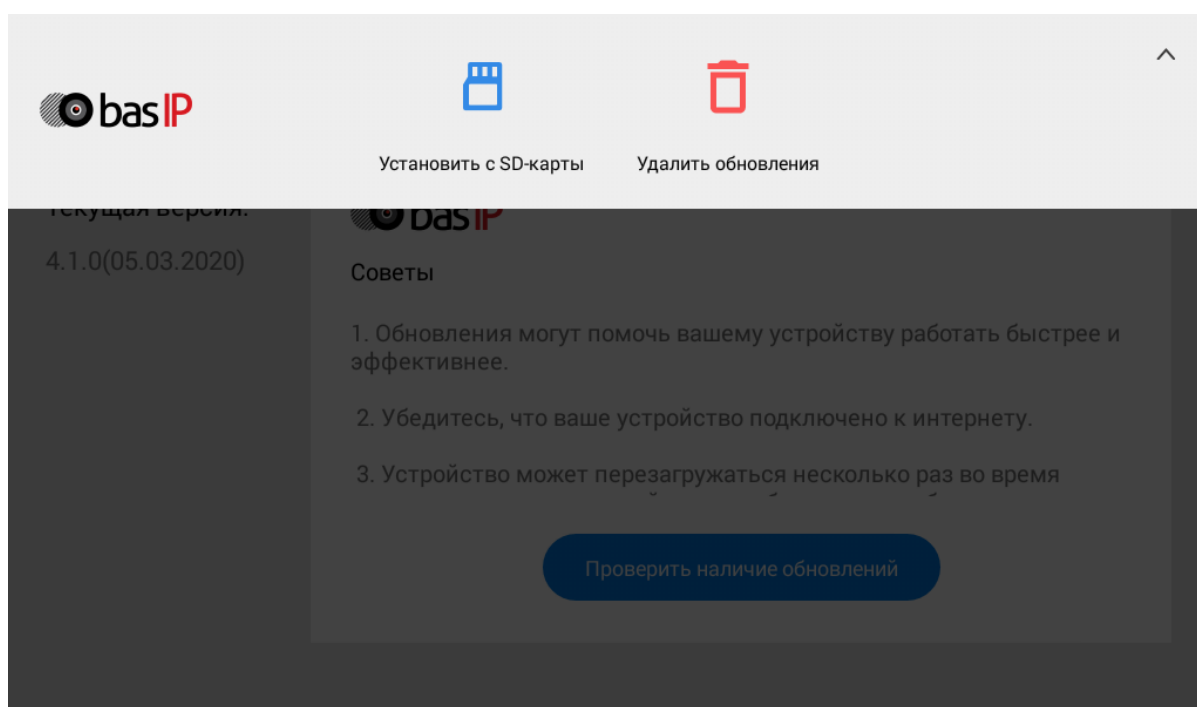 bas IP
Установить с SD-карты
Удалить обновления
Текущая версия:
bas IP
4.1.0(05.03.2020)
Советы
1. Обновления могут помочь вашему устройству работать быстрее и
эффективнее.
2. Убедитесь, что ваше устройство подключено к интернету.
3. Устройство может перезагружаться несколько раз во время
Проверить наличие обновлений